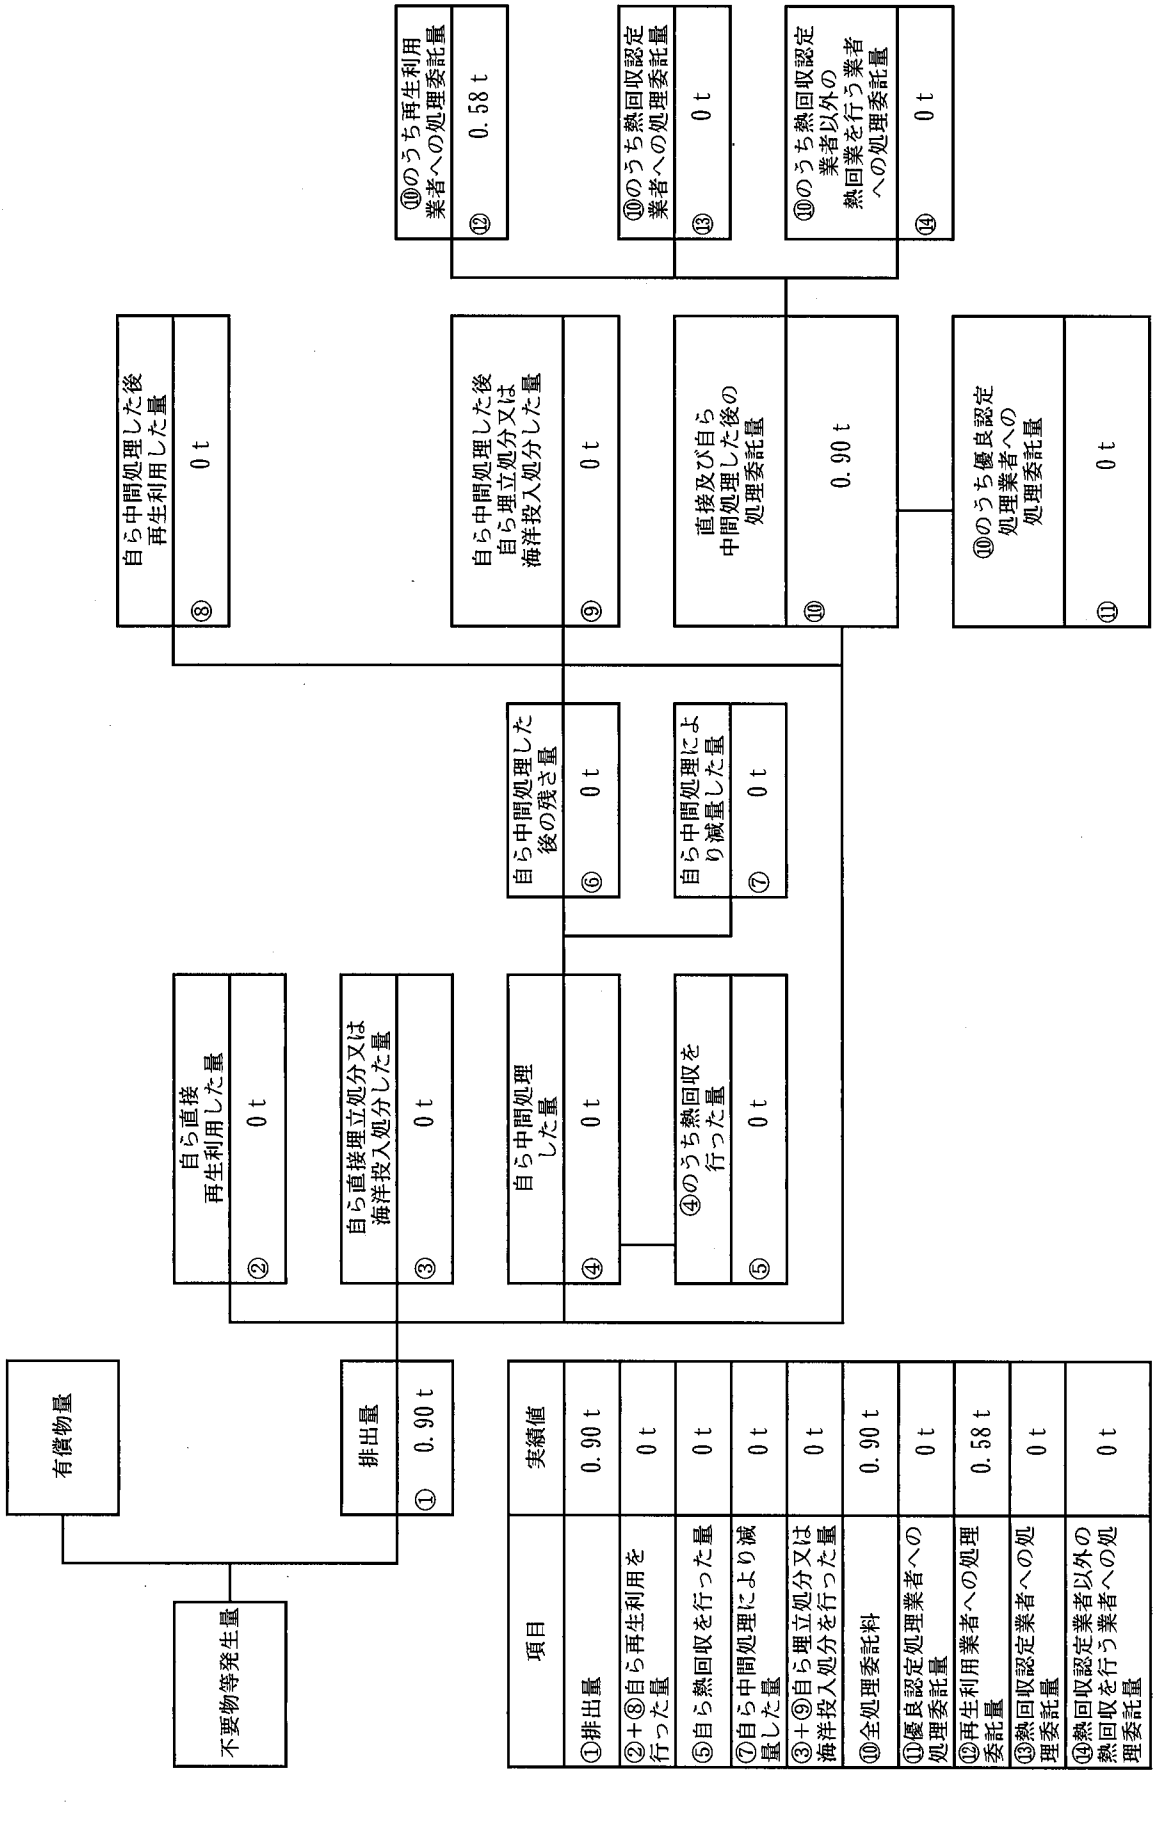 不要物等発生量
有償物量
排出量
① 0.90t
自ら直接
再生利用した量
② 0t
自ら直接埋立処分又は
海洋投入処分した量
③ 0t
自ら中間処理
した量
④ 0t
④のうち熱回収を
行った量
⑤ 0t
自ら中間処理した
後の残さ量
⑥ 0t
自ら中間処理によ
り減量した量
⑦ 0t
自ら中間処理した後
再生利用した量
⑧ 0t
自ら中間処理した後
自ら埋立処分又は
海洋投入処分した量
⑨ 0t
直接及び自ら
中間処理した後の
処理委託量
⑩ 0.90t
⑩のうち優良認定
処理業者への
処理委託量
⑪ 0t
⑩のうち再生利用
業者への処理委託量
⑫ 0.58t
⑩のうち熱回収認定
業者への処理委託量
⑬ 0t
⑩のうち熱回収認定
業者以外の
熱回業を行う業者
への処理委託量
⑭ 0t
項目 実績値
①排出量 0.90t
②+⑧自ら再生利用を
行った量 0t
⑤自ら熱回収を行った量 0t
⑦自ら中間処理により減
量した量 0t
③+⑨自ら埋立処分又は
海洋投入処分を行った量 0t
⑩全処理委託料 0.90t
⑪優良認定処理業者への
処理委託量 0t
⑫再生利用業者への処理
委託量 0.58t
⑬熱回収認定業者への処
理委託量 0t
⑭熱回収認定業者以外の
熱回収を行う業者への処
理委託量 0t